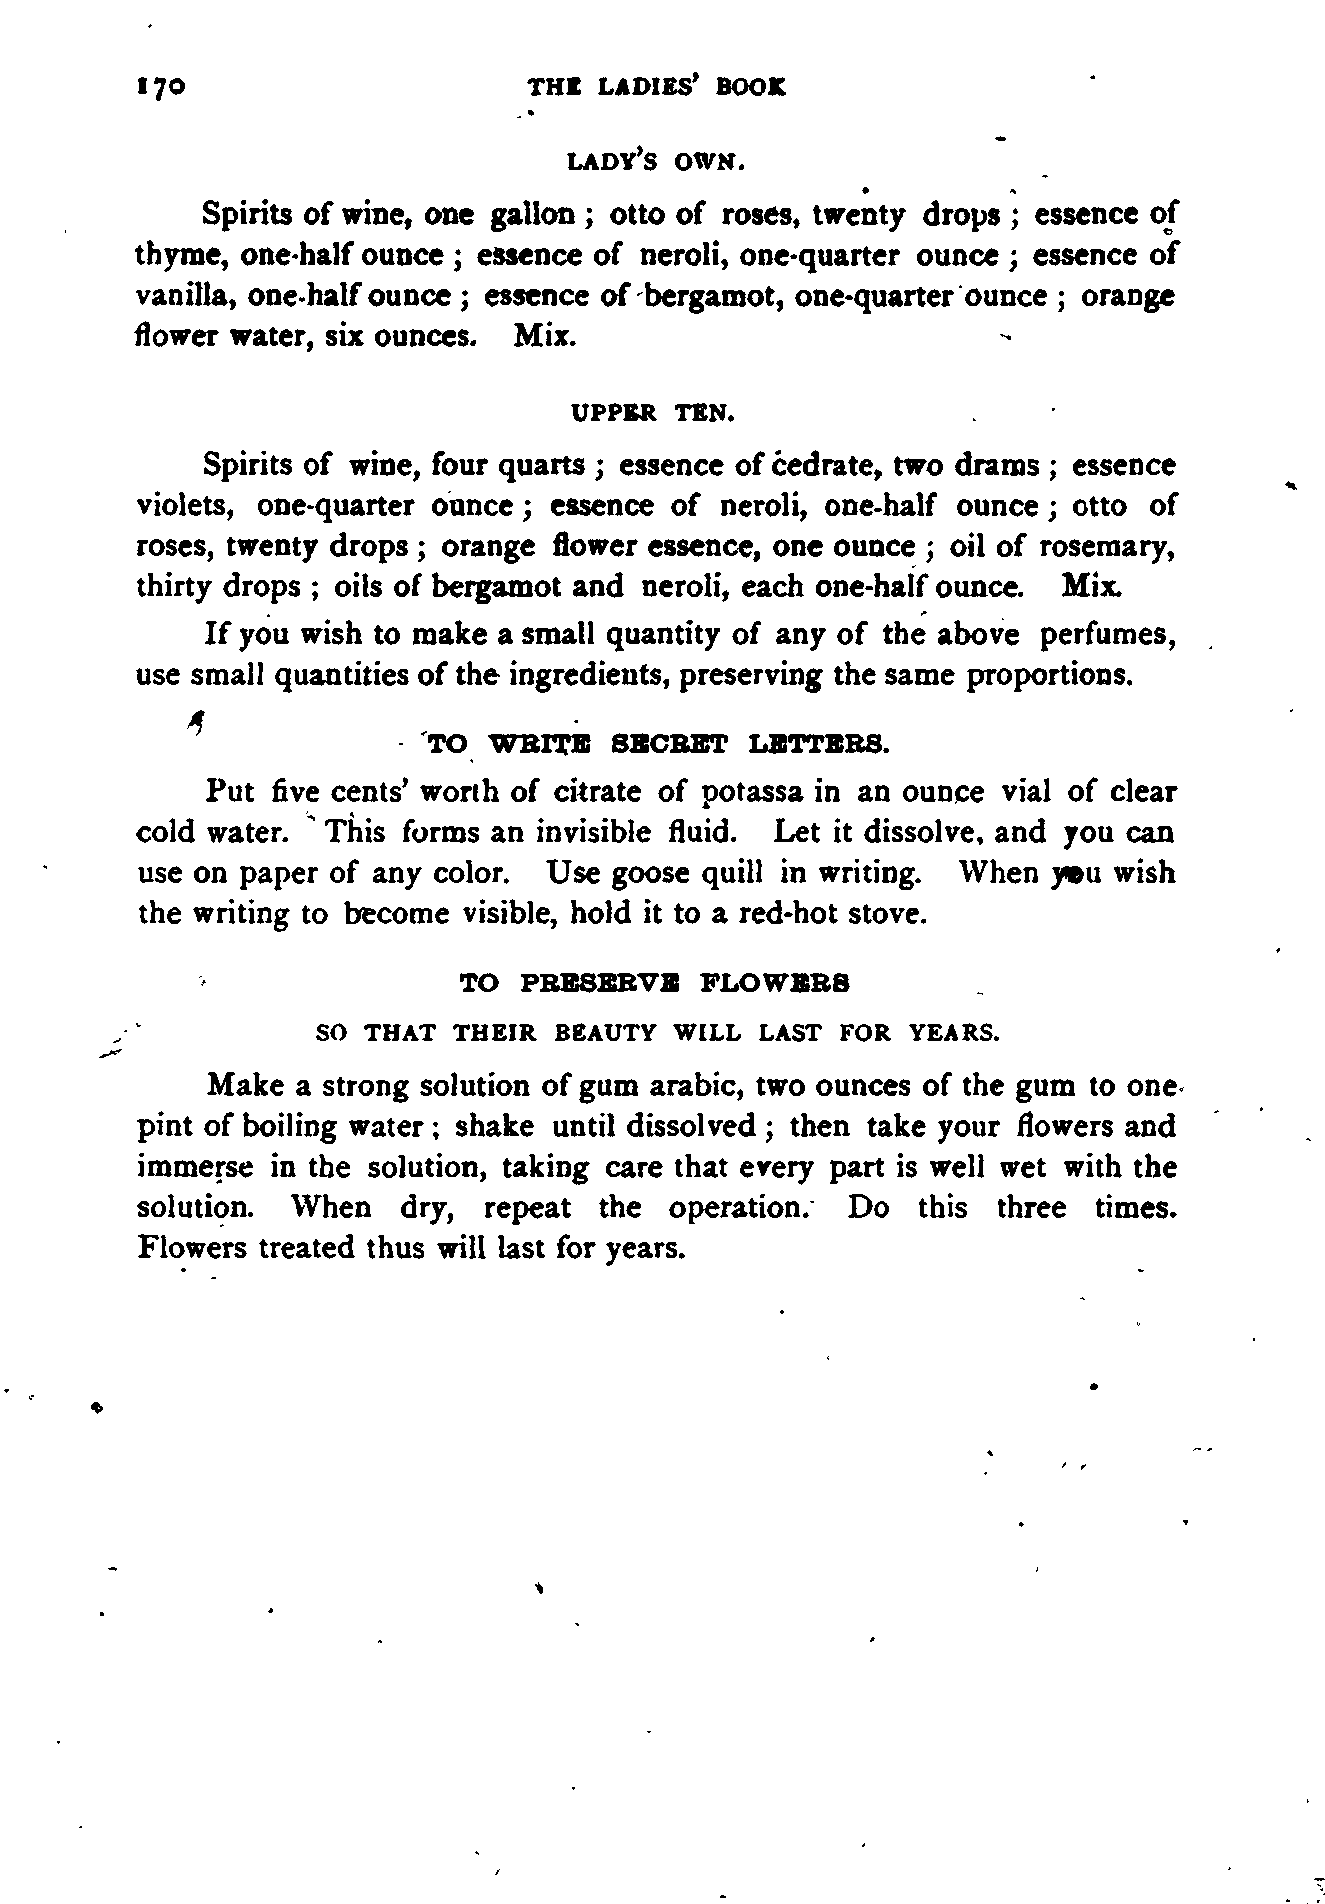 170 THE LADIES' BOOK
LADY'S OWN.
Spirits of wine, one gallon ; otto of roses, twenty drops ; essence of
thyme, one-half ounce ; essence of neroli, one-quarter ounce ; essence of
vanilla, one-half ounce ; essence of bergamot, one-quarter ounce ; orange
flower water, six ounces. Mix.
UPPER TEN.
Spirits of wine, four quarts ; essence of cedrate, two drams ; essence
violets, one-quarter ounce ; essence of neroli, one-half ounce ; otto of
roses, twenty drops ; orange flower essence, one ounce ; oil of rosemary,
thirty drops ; oils of bergamot and neroli, each one-half ounce. Mix.
If you wish to make a small quantity of any of the above perfumes,
use small quantities of the ingredients, preserving the same proportions.
TO WRITE SECRET LETTERS.
Put five cents' worth of citrate of potassa in an ounce vial of clear
cold water. This forms an invisible fluid. Let it dissolve, and you can
use on paper of any color. Use goose quill in writing. When you wish
the writing to become visible, hold it to a red-hot stove.
TO PRESERVE FLOWERS
SO THAT THEIR BEAUTY WILL LAST FOR YEARS.
Make a strong solution of gum arabic, two ounces of the gum to one
pint of boiling water ; shake until dissolved ; then take your flowers and
immerse in the solution, taking care that every part is well wet with the
solution. When dry, repeat the operation. Do this three times.
Flowers treated thus will last for years.